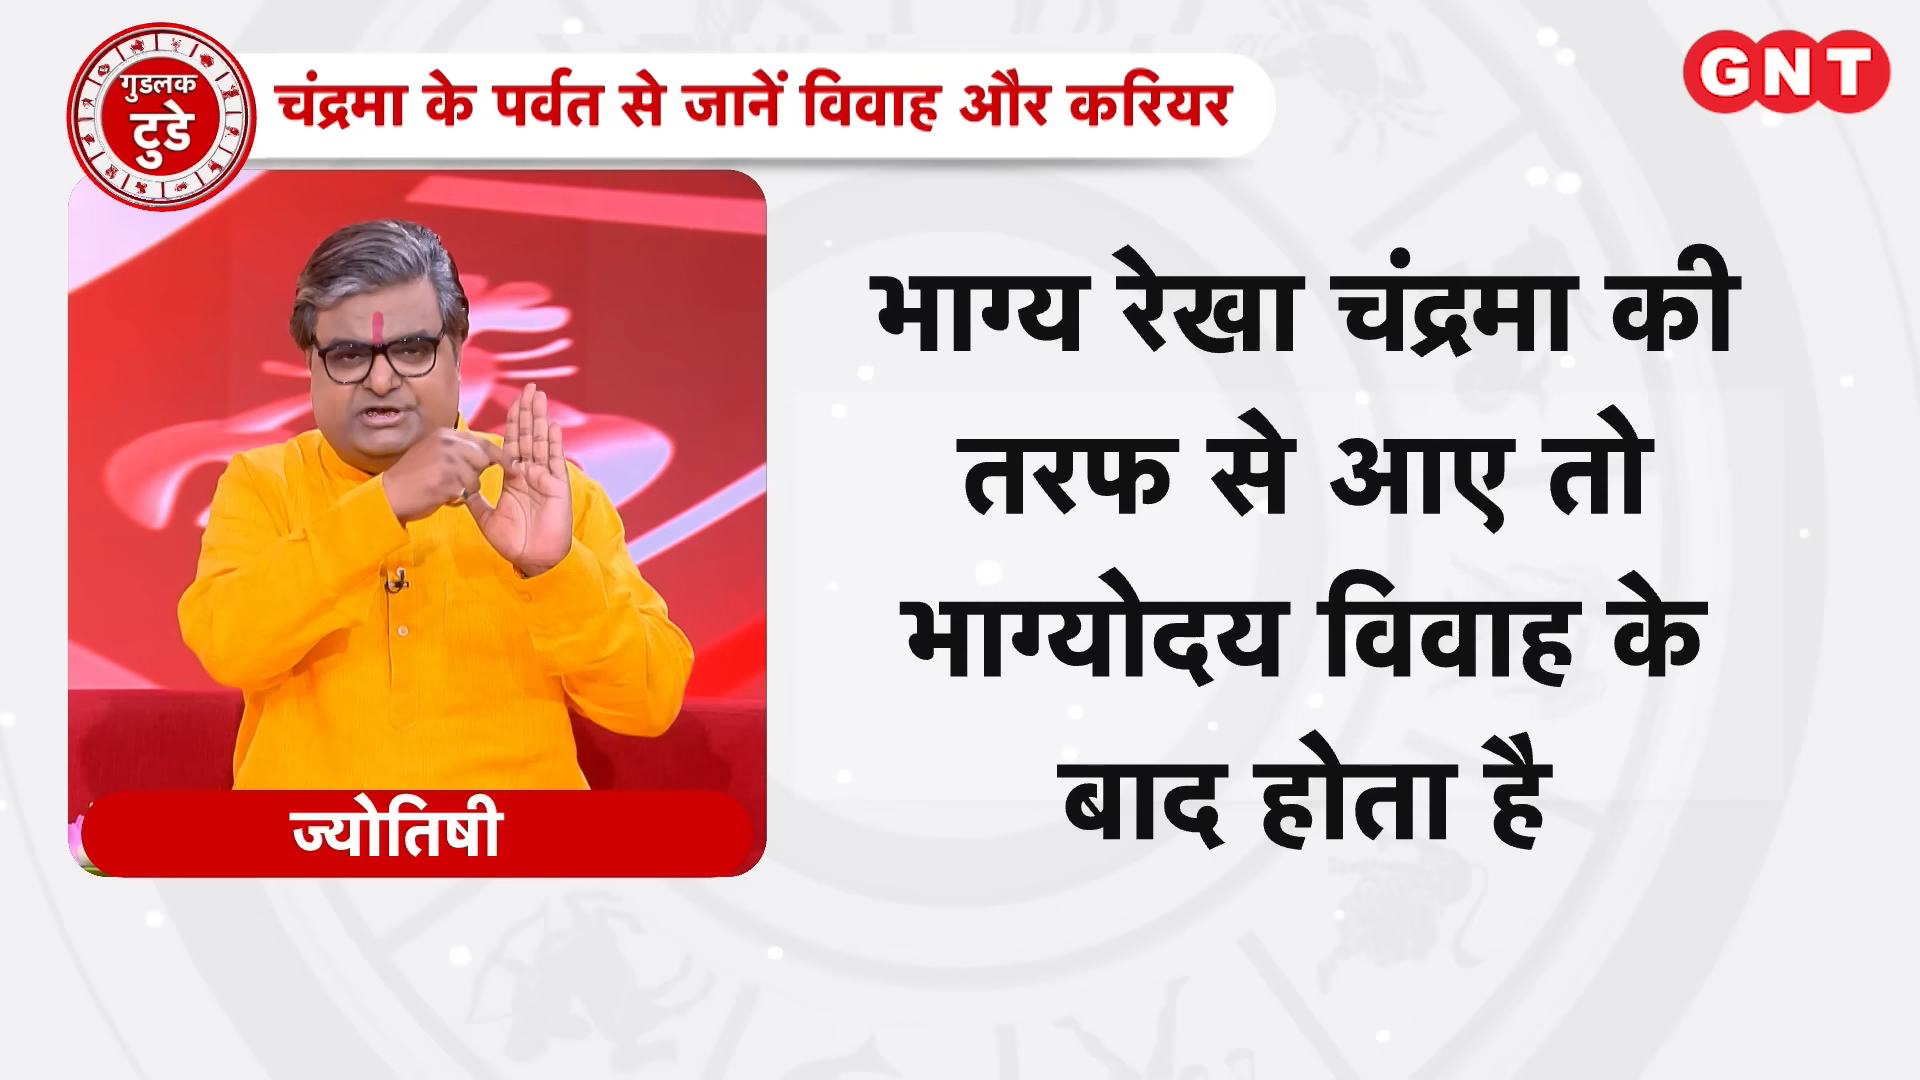 गुडलक
टुडे
चंद्रमा के पर्वत से जानें विवाह और करियर
GNT
भाग्य रेखा चंद्रमा की
तरफ से आए तो
भाग्योदय विवाह के
बाद होता है
ज्योतिषी